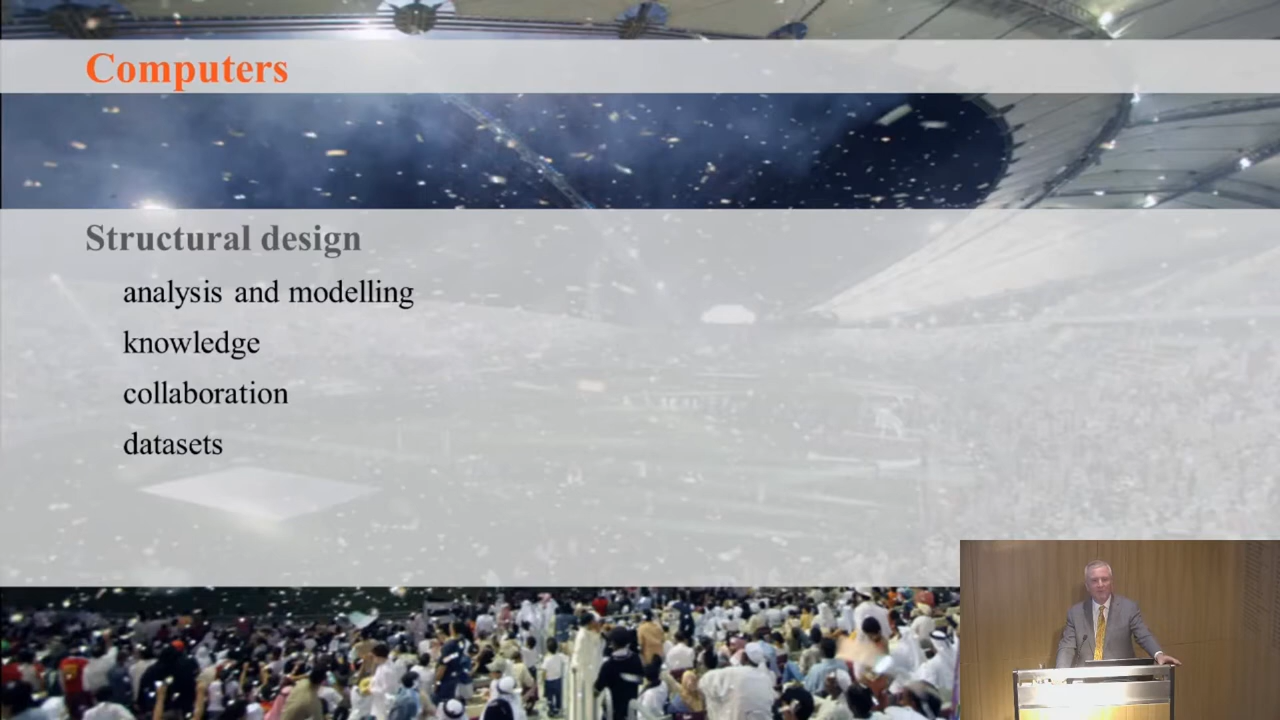 Computers
Structural design
analysis and modelling
knowledge
collaboration
datasets